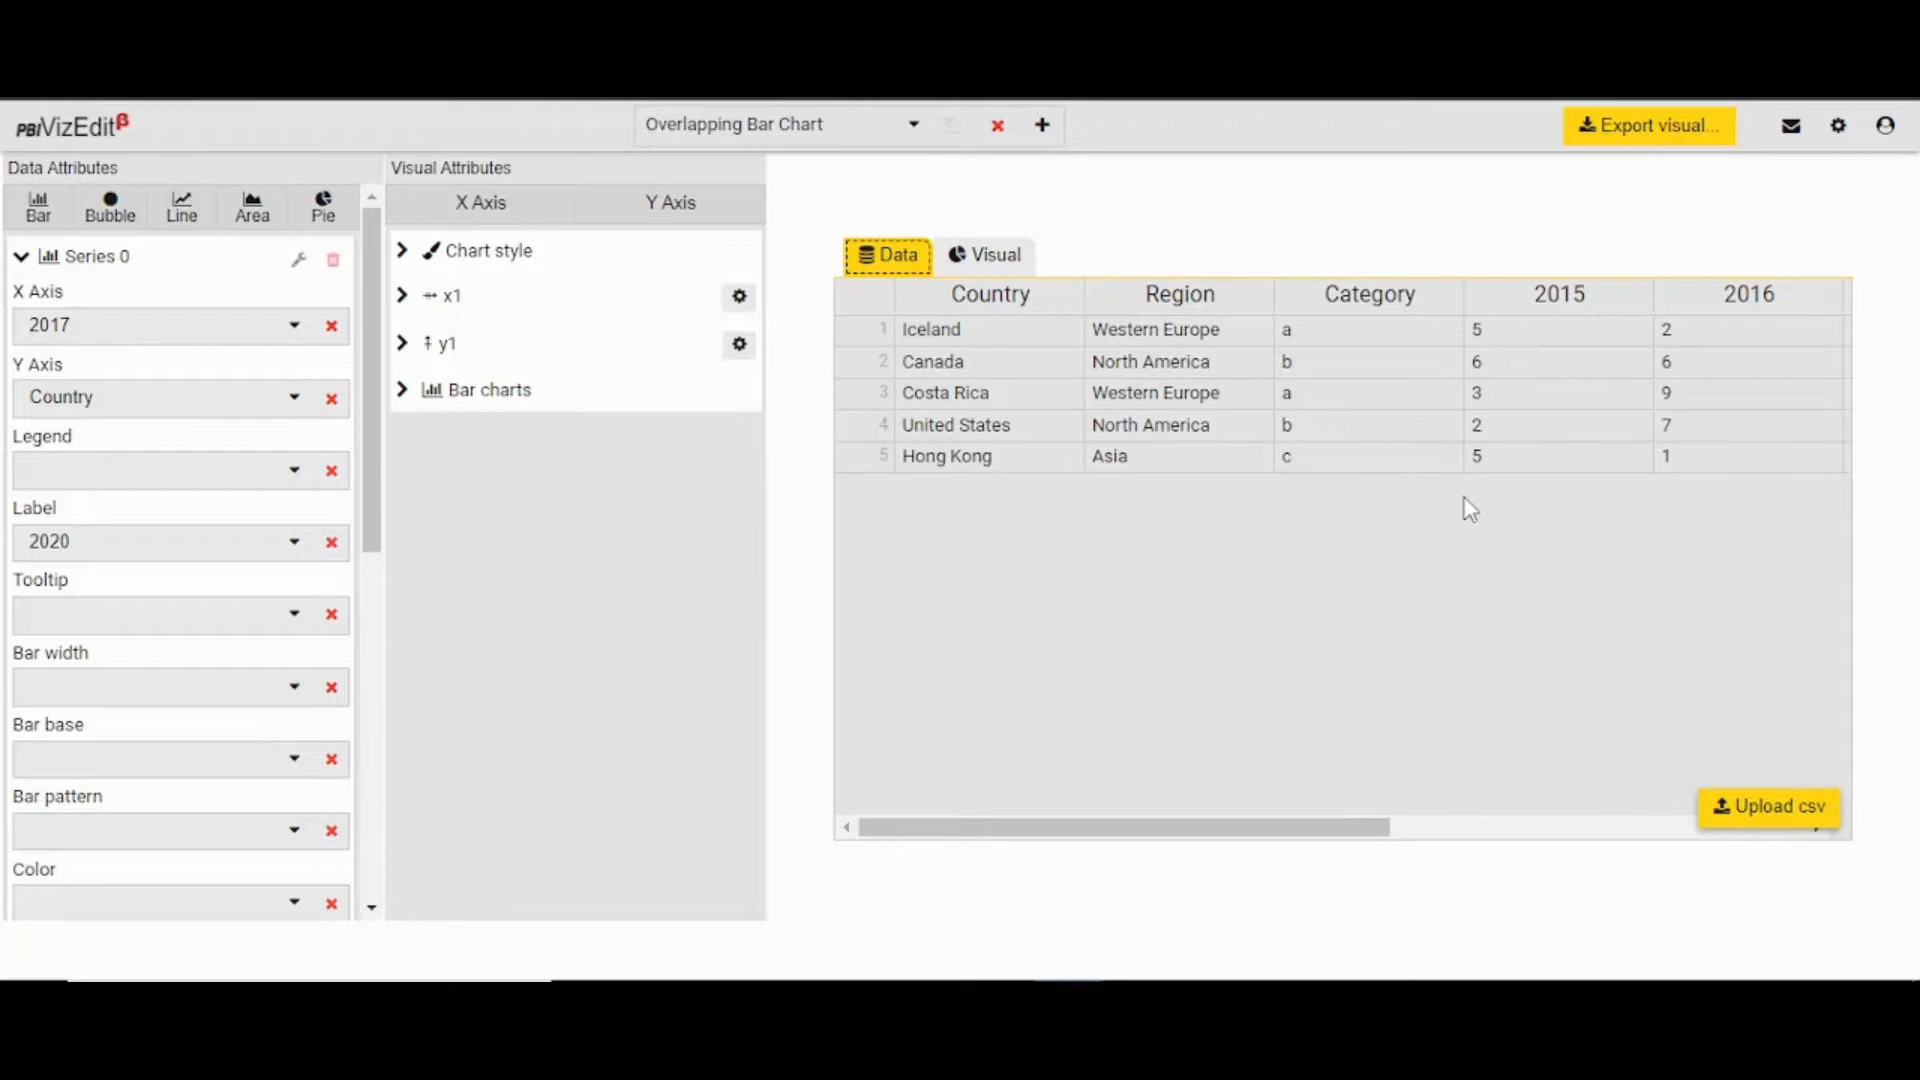 PBIVizEdit β
Overlapping Bar Chart
Export visual...
Data Attributes
Bar Bubble Line Area Pie
Series 0
X Axis
2017
Y Axis
Country
Legend
Label
2020
Tooltip
Bar width
Bar base
Bar pattern
Color
Visual Attributes
X Axis Y Axis
Chart style
x1
y1
Bar charts
Data Visual
Country Region Category 2015 2016
1 Iceland Western Europe a 5 2
2 Canada North America b 6 6
3 Costa Rica Western Europe a 3 9
4 United States North America b 2 7
5 Hong Kong Asia c 5 1
Upload csv